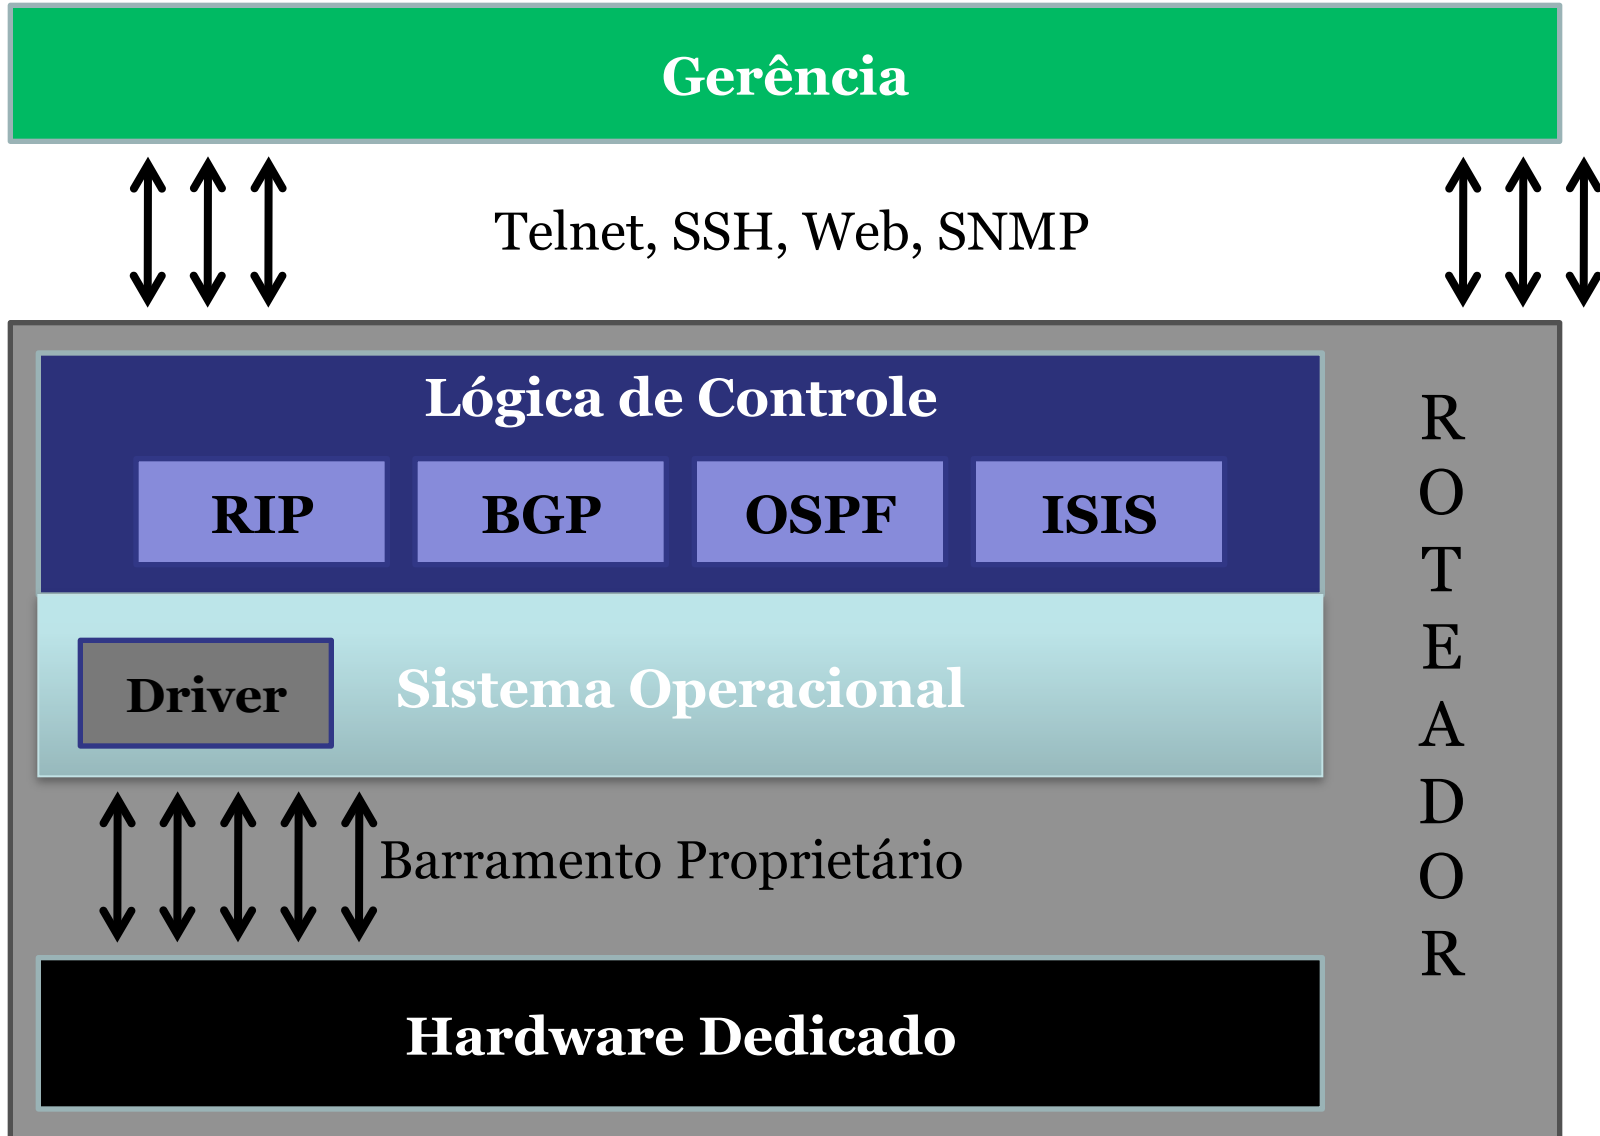 Gerência
Telnet, SSH, Web, SNMP
Lógica de Controle
RIP
BGP
OSPF
ISIS
Driver
Sistema Operacional
Barramento Proprietário
Hardware Dedicado
R
O
T
E
A
D
O
R